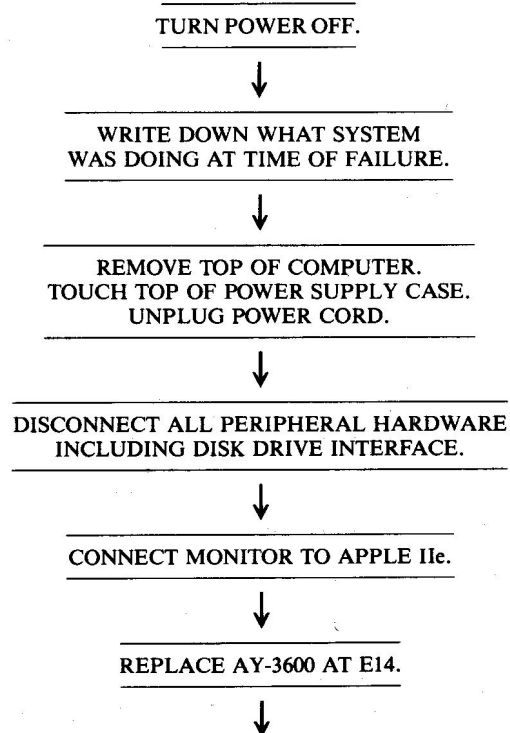 TURN POWER OFF.
WRITE DOWN WHAT SYSTEM
WAS DOING AT TIME OF FAILURE.
REMOVE TOP OF COMPUTER.
TOUCH TOP OF POWER SUPPLY CASE.
UNPLUG POWER CORD.
DISCONNECT ALL PERIPHERAL HARDWARE
INCLUDING DISK DRIVE INTERFACE.
CONNECT MONITOR TO APPLE IIe.
REPLACE AY-3600 AT E14.